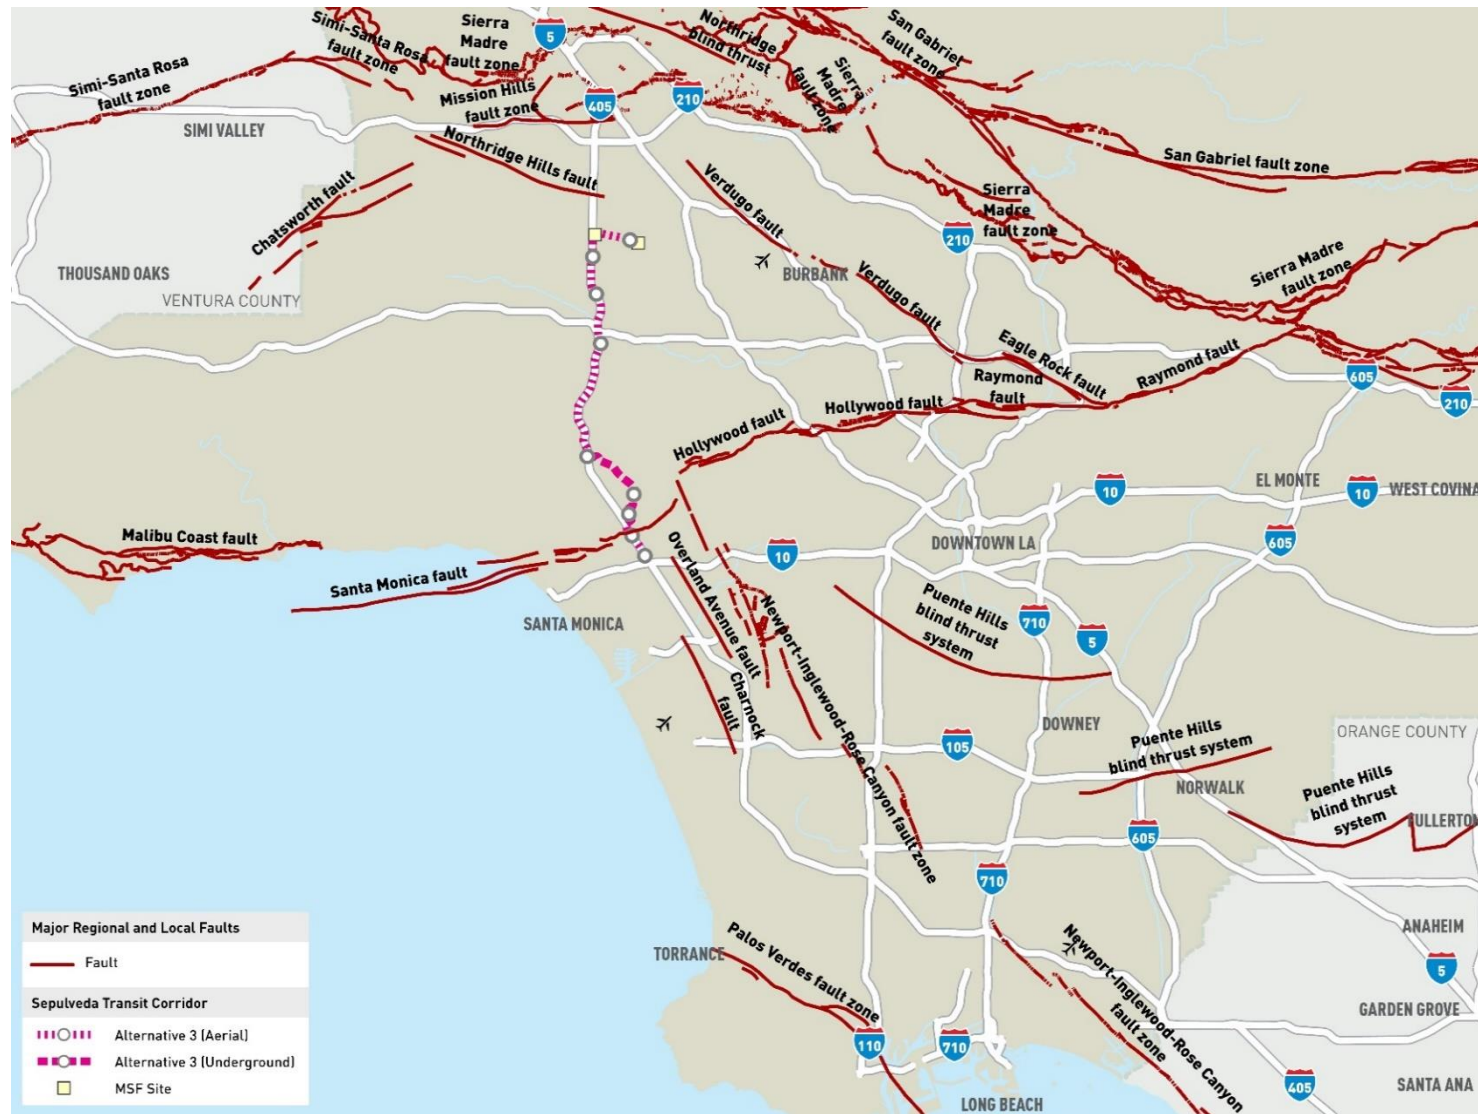 Simi-Santa Rosa
fault zone
Simi-Santa Rosa
fault zone
Sierra
Madre
fault zone
5
Northridge
blind thrust
San Gabriel
fault zone
Sierra
Madre
fault zone
Mission Hills
fault zone
405
210
SIMI VALLEY
Northridge Hills fault
San Gabriel fault zone
Chatsworth fault
Verdugo fault
Sierra
Madre
fault zone
210
THOUSAND OAKS
VENTURA COUNTY
BURBANK
Verdugo fault
Sierra Madre
fault zone
Eagle Rock fault
Raymond
fault
Raymond fault
605
210
Hollywood fault
Hollywood fault
EL MONTE
10
10
WEST COVINA
Malibu Coast fault
DOWNTOWN LA
605
10
Santa Monica fault
Overland Avenue fault
SANTA MONICA
Newport-Inglewood-Rose Canyon fault zone
Puente Hills
blind thrust
system
710
5
Charnock
fault
DOWNEY
105
Puente Hills
blind thrust system
ORANGE COUNTY
NORWALK
Puente Hills
blind thrust
system
FULLERTON
605
710
ANAHEIM
TORRANCE
Palos Verdes fault zone
Newport-Inglewood-Rose Canyon
fault zone
5
GARDEN GROVE
110
710
405
SANTA ANA
LONG BEACH
Major Regional and Local Faults
Fault
Sepulveda Transit Corridor
Alternative 3 (Aerial)
Alternative 3 (Underground)
MSF Site